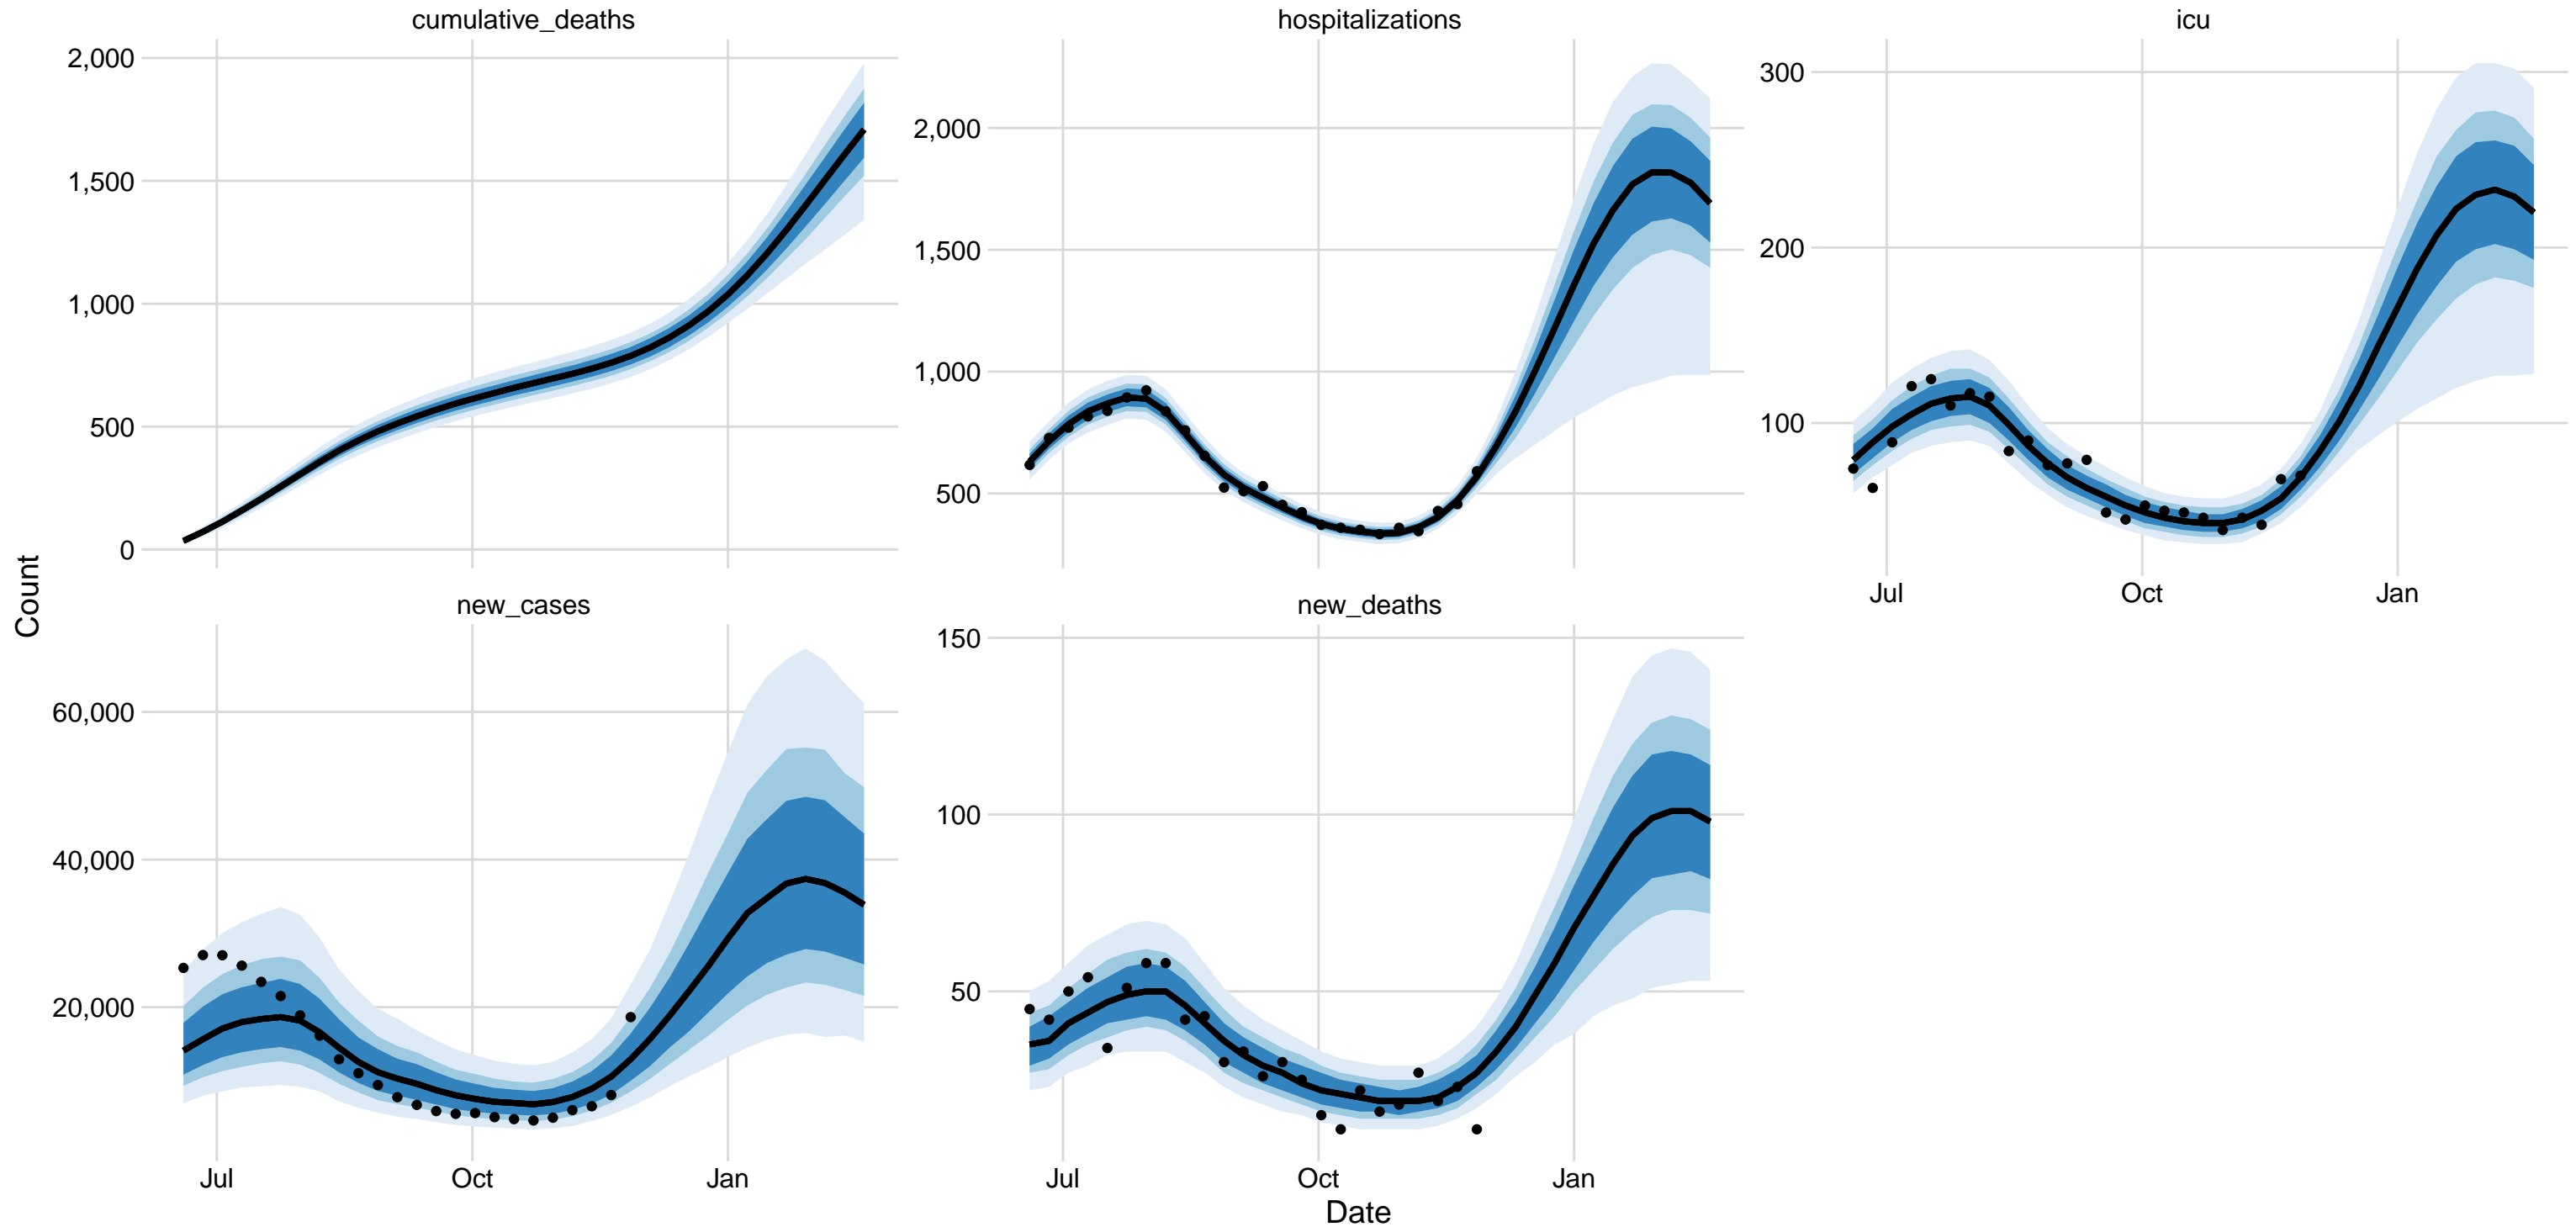 cumulative_deaths
2,000
1,500
1,000
500
0
hospitalizations
2,000
1,500
1,000
500
icu
300
200
100
Jul Oct Jan
Count
new_cases
60,000
40,000
20,000
Jul Oct Jan
new_deaths
150
100
50
Jul Oct Jan
Date